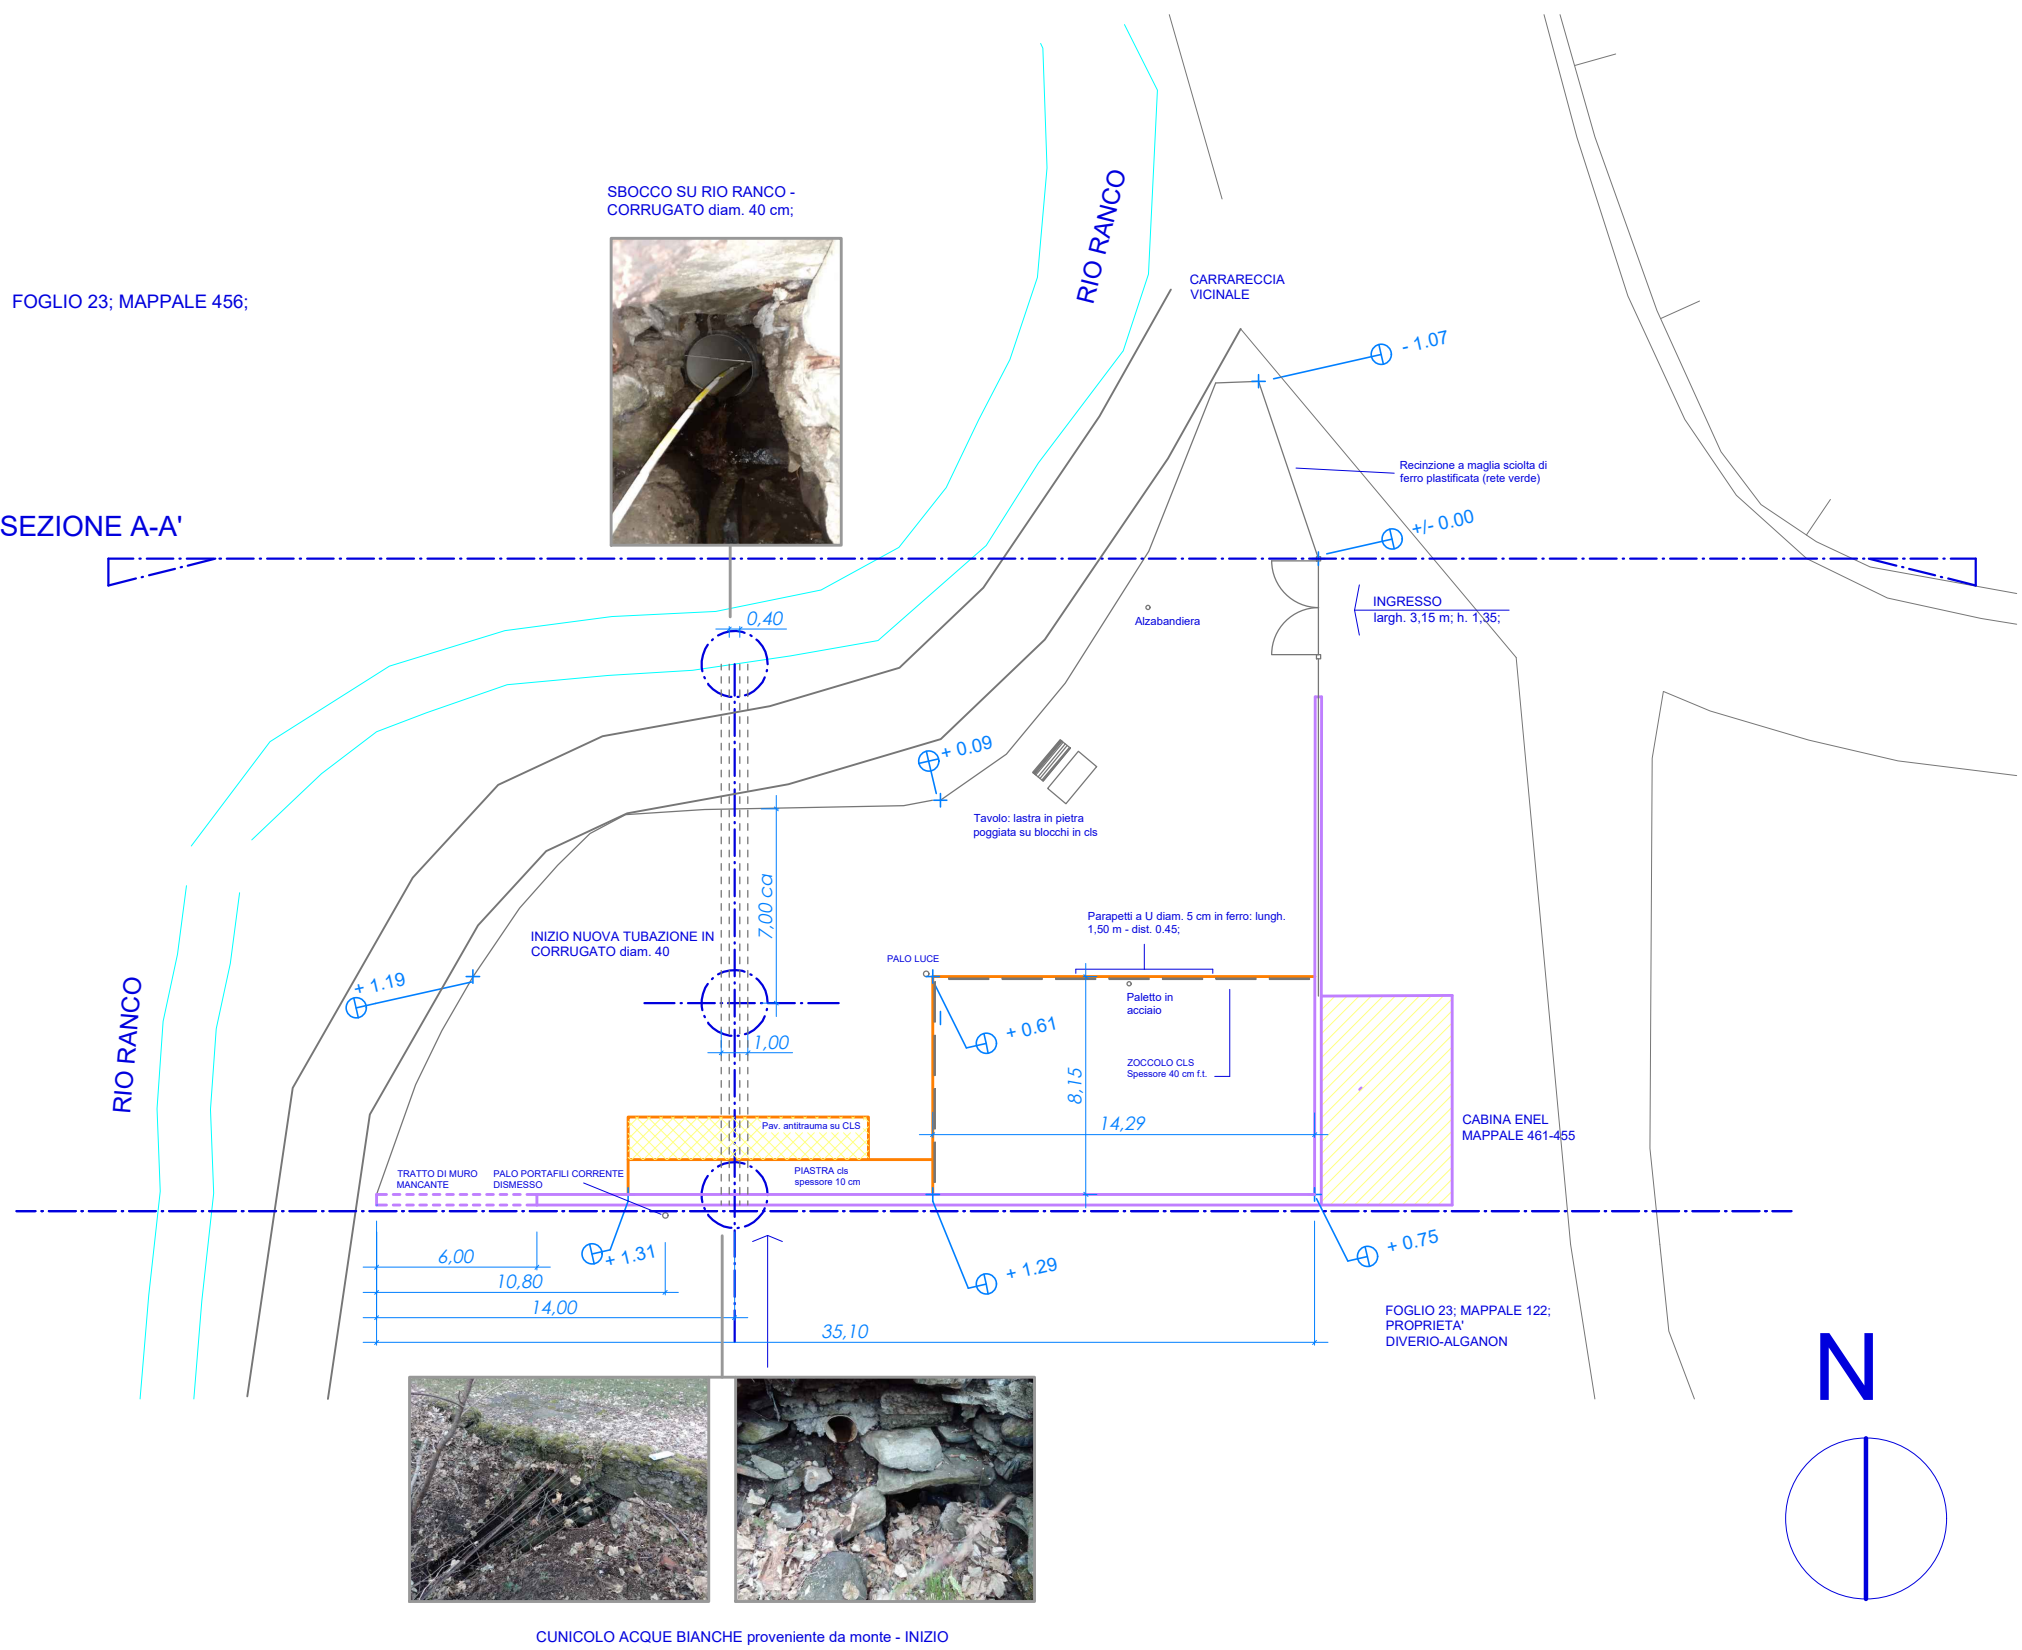 SBOCCO SU RIO RANCO -
CORRUGATO diam. 40 cm;
RIO RANCO
CARRARECCIA
VICINALE
FOGLIO 23; MAPPALE 456;
- 1.07
Recinzione a maglia sciolta di
ferro plastificata (rete verde)
SEZIONE A-A'
+/- 0.00
INGRESSO
largh. 3,15 m; h. 1,35;
0,40
Alzabandiera
+ 0.09
Tavolo: lastra in pietra
poggiata su blocchi in cls
7,00 ca
INIZIO NUOVA TUBAZIONE IN
CORRUGATO diam. 40
Parapetti a U diam. 5 cm in ferro: lungh.
1,50 m - dist. 0.45;
PALO LUCE
+ 1.19
RIO RANCO
Paletto in
acciaio
+ 0.61
1,00
ZOCCOLO CLS
Spessore 40 cm f.t.
8,15
14,29
Pav. antitrauma su CLS
CABINA ENEL
MAPPALE 461-455
TRATTO DI MURO
MANCANTE
PALO PORTAFILI CORRENTE
DISMESSO
PIASTRA cls
spessore 10 cm
6,00
+ 1.31
+ 1.29
+ 0.75
10,80
14,00
35,10
FOGLIO 23; MAPPALE 122;
PROPRIETA'
DIVERIO-ALGANON
N
CUNICOLO ACQUE BIANCHE proveniente da monte - INIZIO